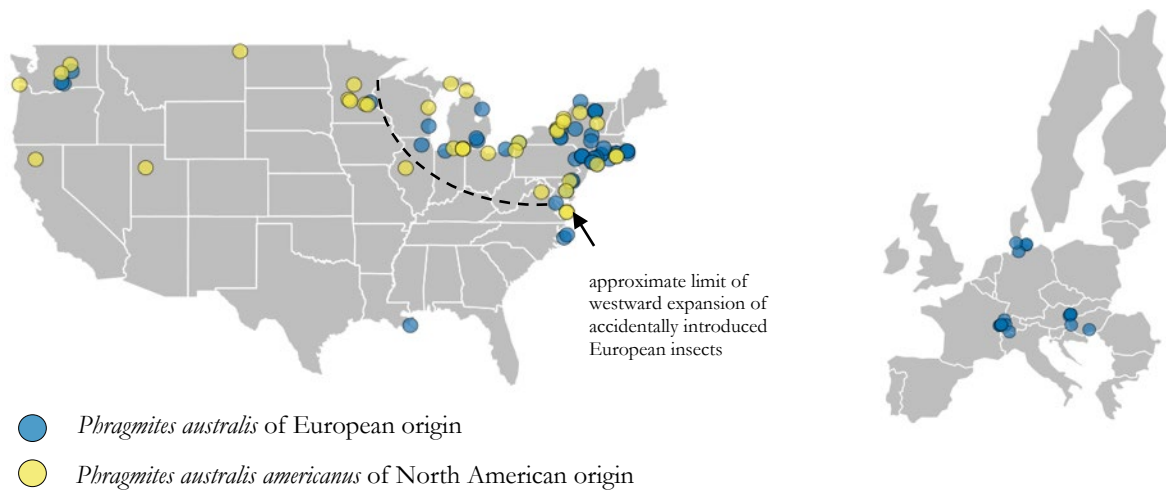 approximate limit of
westward expansion of
accidentally introduced
European insects
Phragmites australis of European origin
Phragmites australis americanus of North American origin